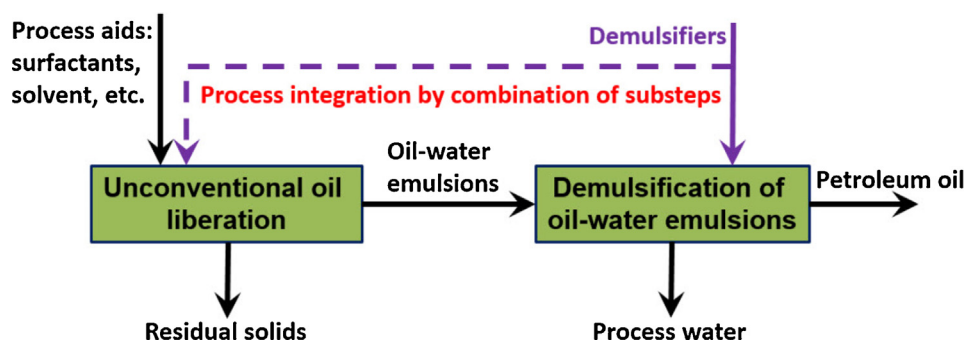 Process aids:
surfactants,
solvent, etc.
Demulsifiers
Process integration by combination of substeps
Unconventional oil
liberation
Oil-water
emulsions
Demulsification of
oil-water emulsions
Petroleum oil
Residual solids
Process water